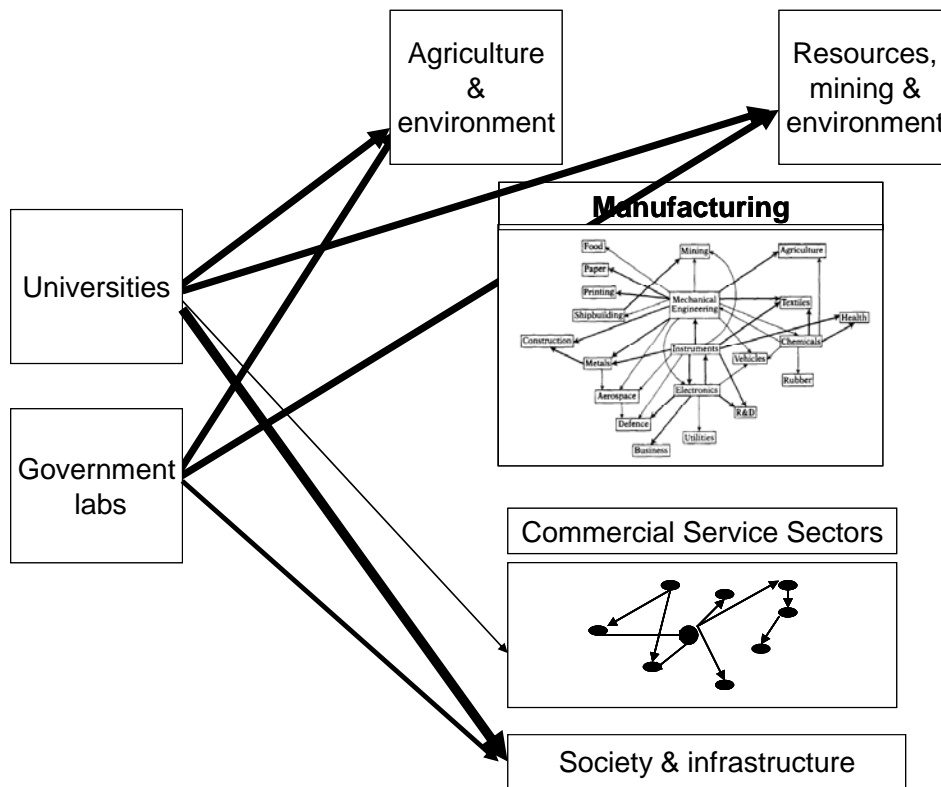 Agriculture
&
environment
Resources,
mining &
environment
Universities
Government
labs
Manufacturing
Food
Mining
Agriculture
Paper
Printing
Mechanical
Engineering
Textiles
Shipbuilding
Health
Construction
Instruments
Chemicals
Metals
Vehicles
Rubber
Aerospace
Electronics
R&D
Defence
Utilities
Business
Commercial Service Sectors
Society & infrastructure